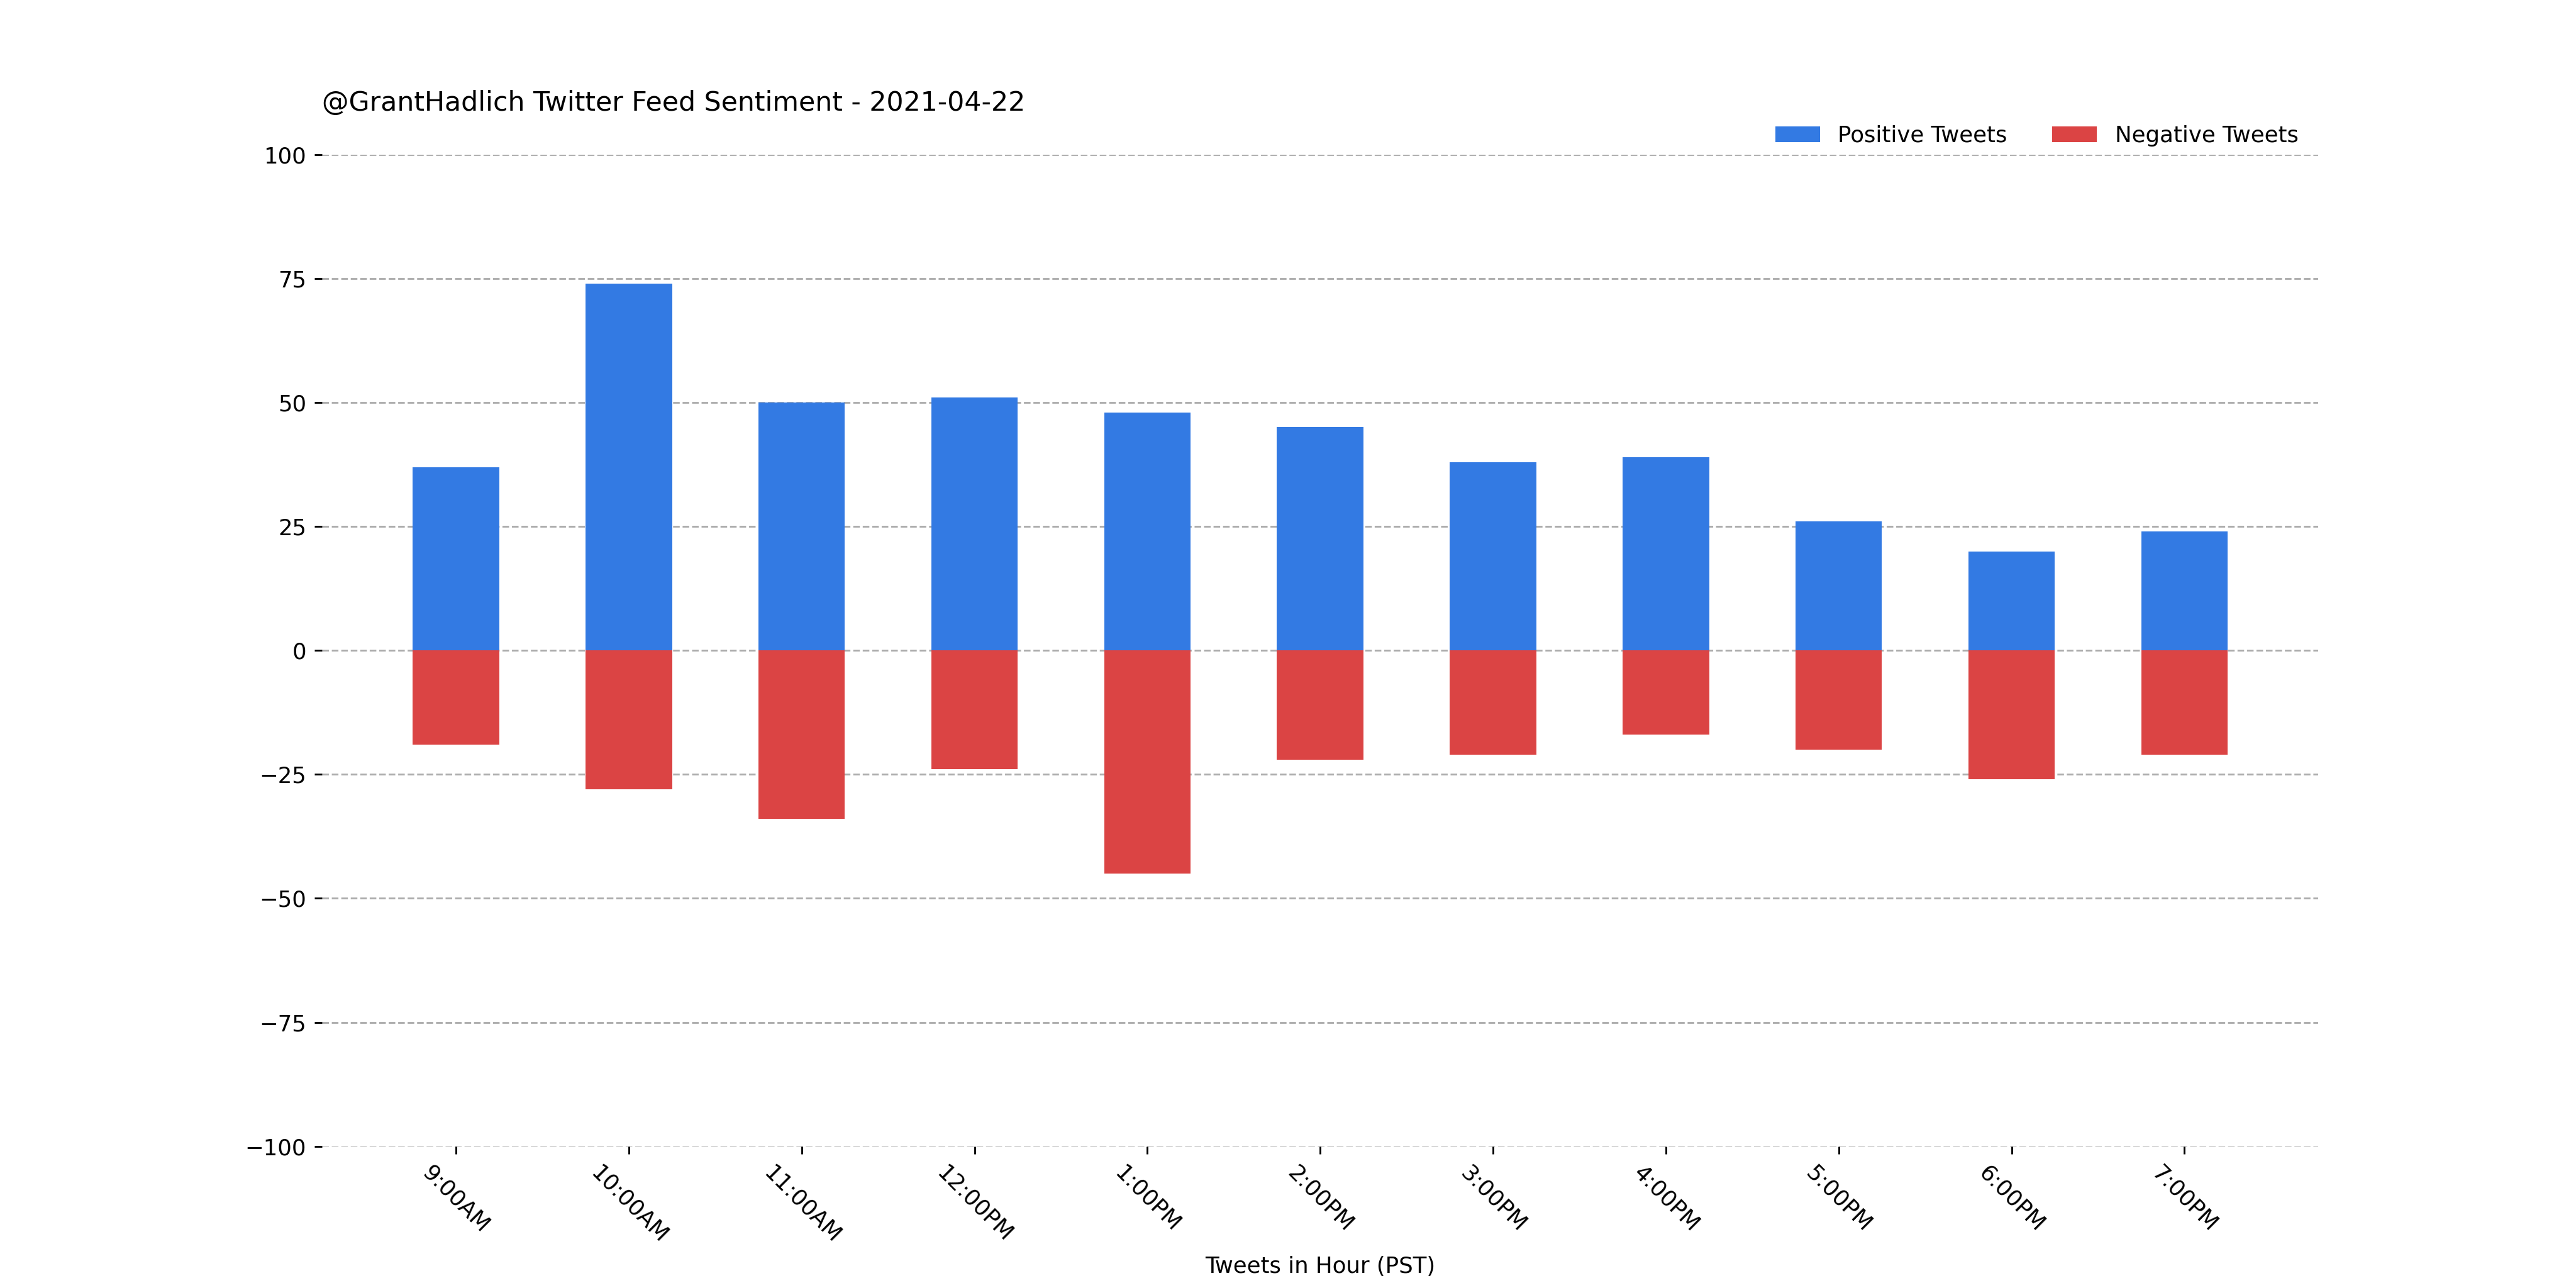 @GrantHadlich Twitter Feed Sentiment - 2021-04-22
Positive Tweets
Negative Tweets
100
75
50
25
0
−25
−50
−75
−100
9:00AM
10:00AM
11:00AM
12:00PM
1:00PM
2:00PM
3:00PM
4:00PM
5:00PM
6:00PM
7:00PM
Tweets in Hour (PST)